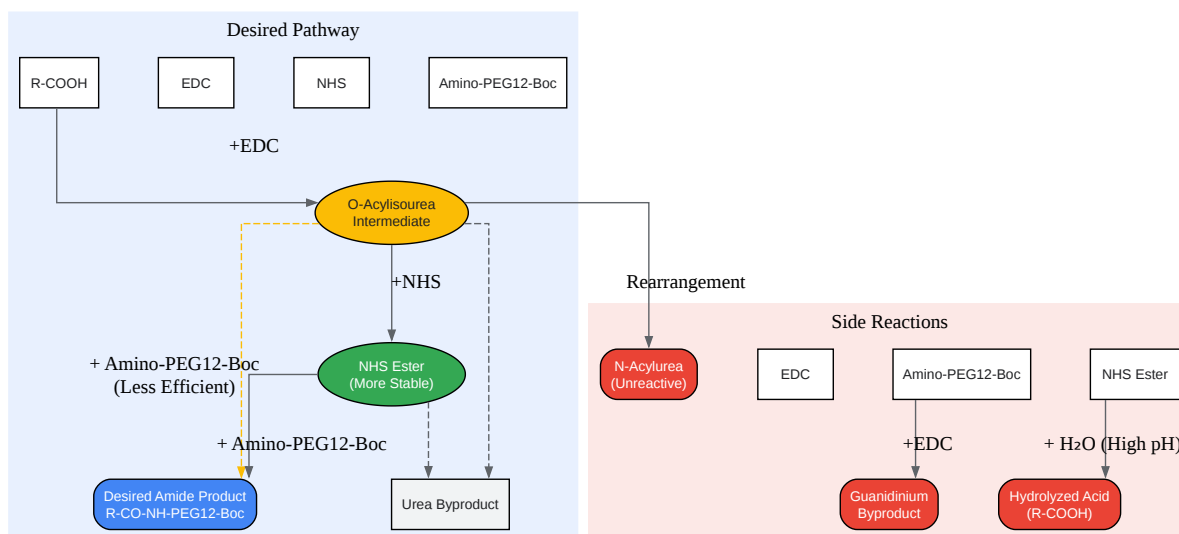 Desired Pathway
R-COOH
EDC
NHS
Amino-PEG12-Boc
+EDC
O-Acylisourea
Intermediate
+NHS
Rearrangement
Side Reactions
+ Amino-PEG12-Boc
(Less Efficient)
NHS Ester
(More Stable)
N-Acylurea
(Unreactive)
EDC
Amino-PEG12-Boc
NHS Ester
+ Amino-PEG12-Boc
+EDC
+ H₂O (High pH)
Desired Amide Product
R-CO-NH-PEG12-Boc
Urea Byproduct
Guanidinium
Byproduct
Hydrolyzed Acid
(R-COOH)